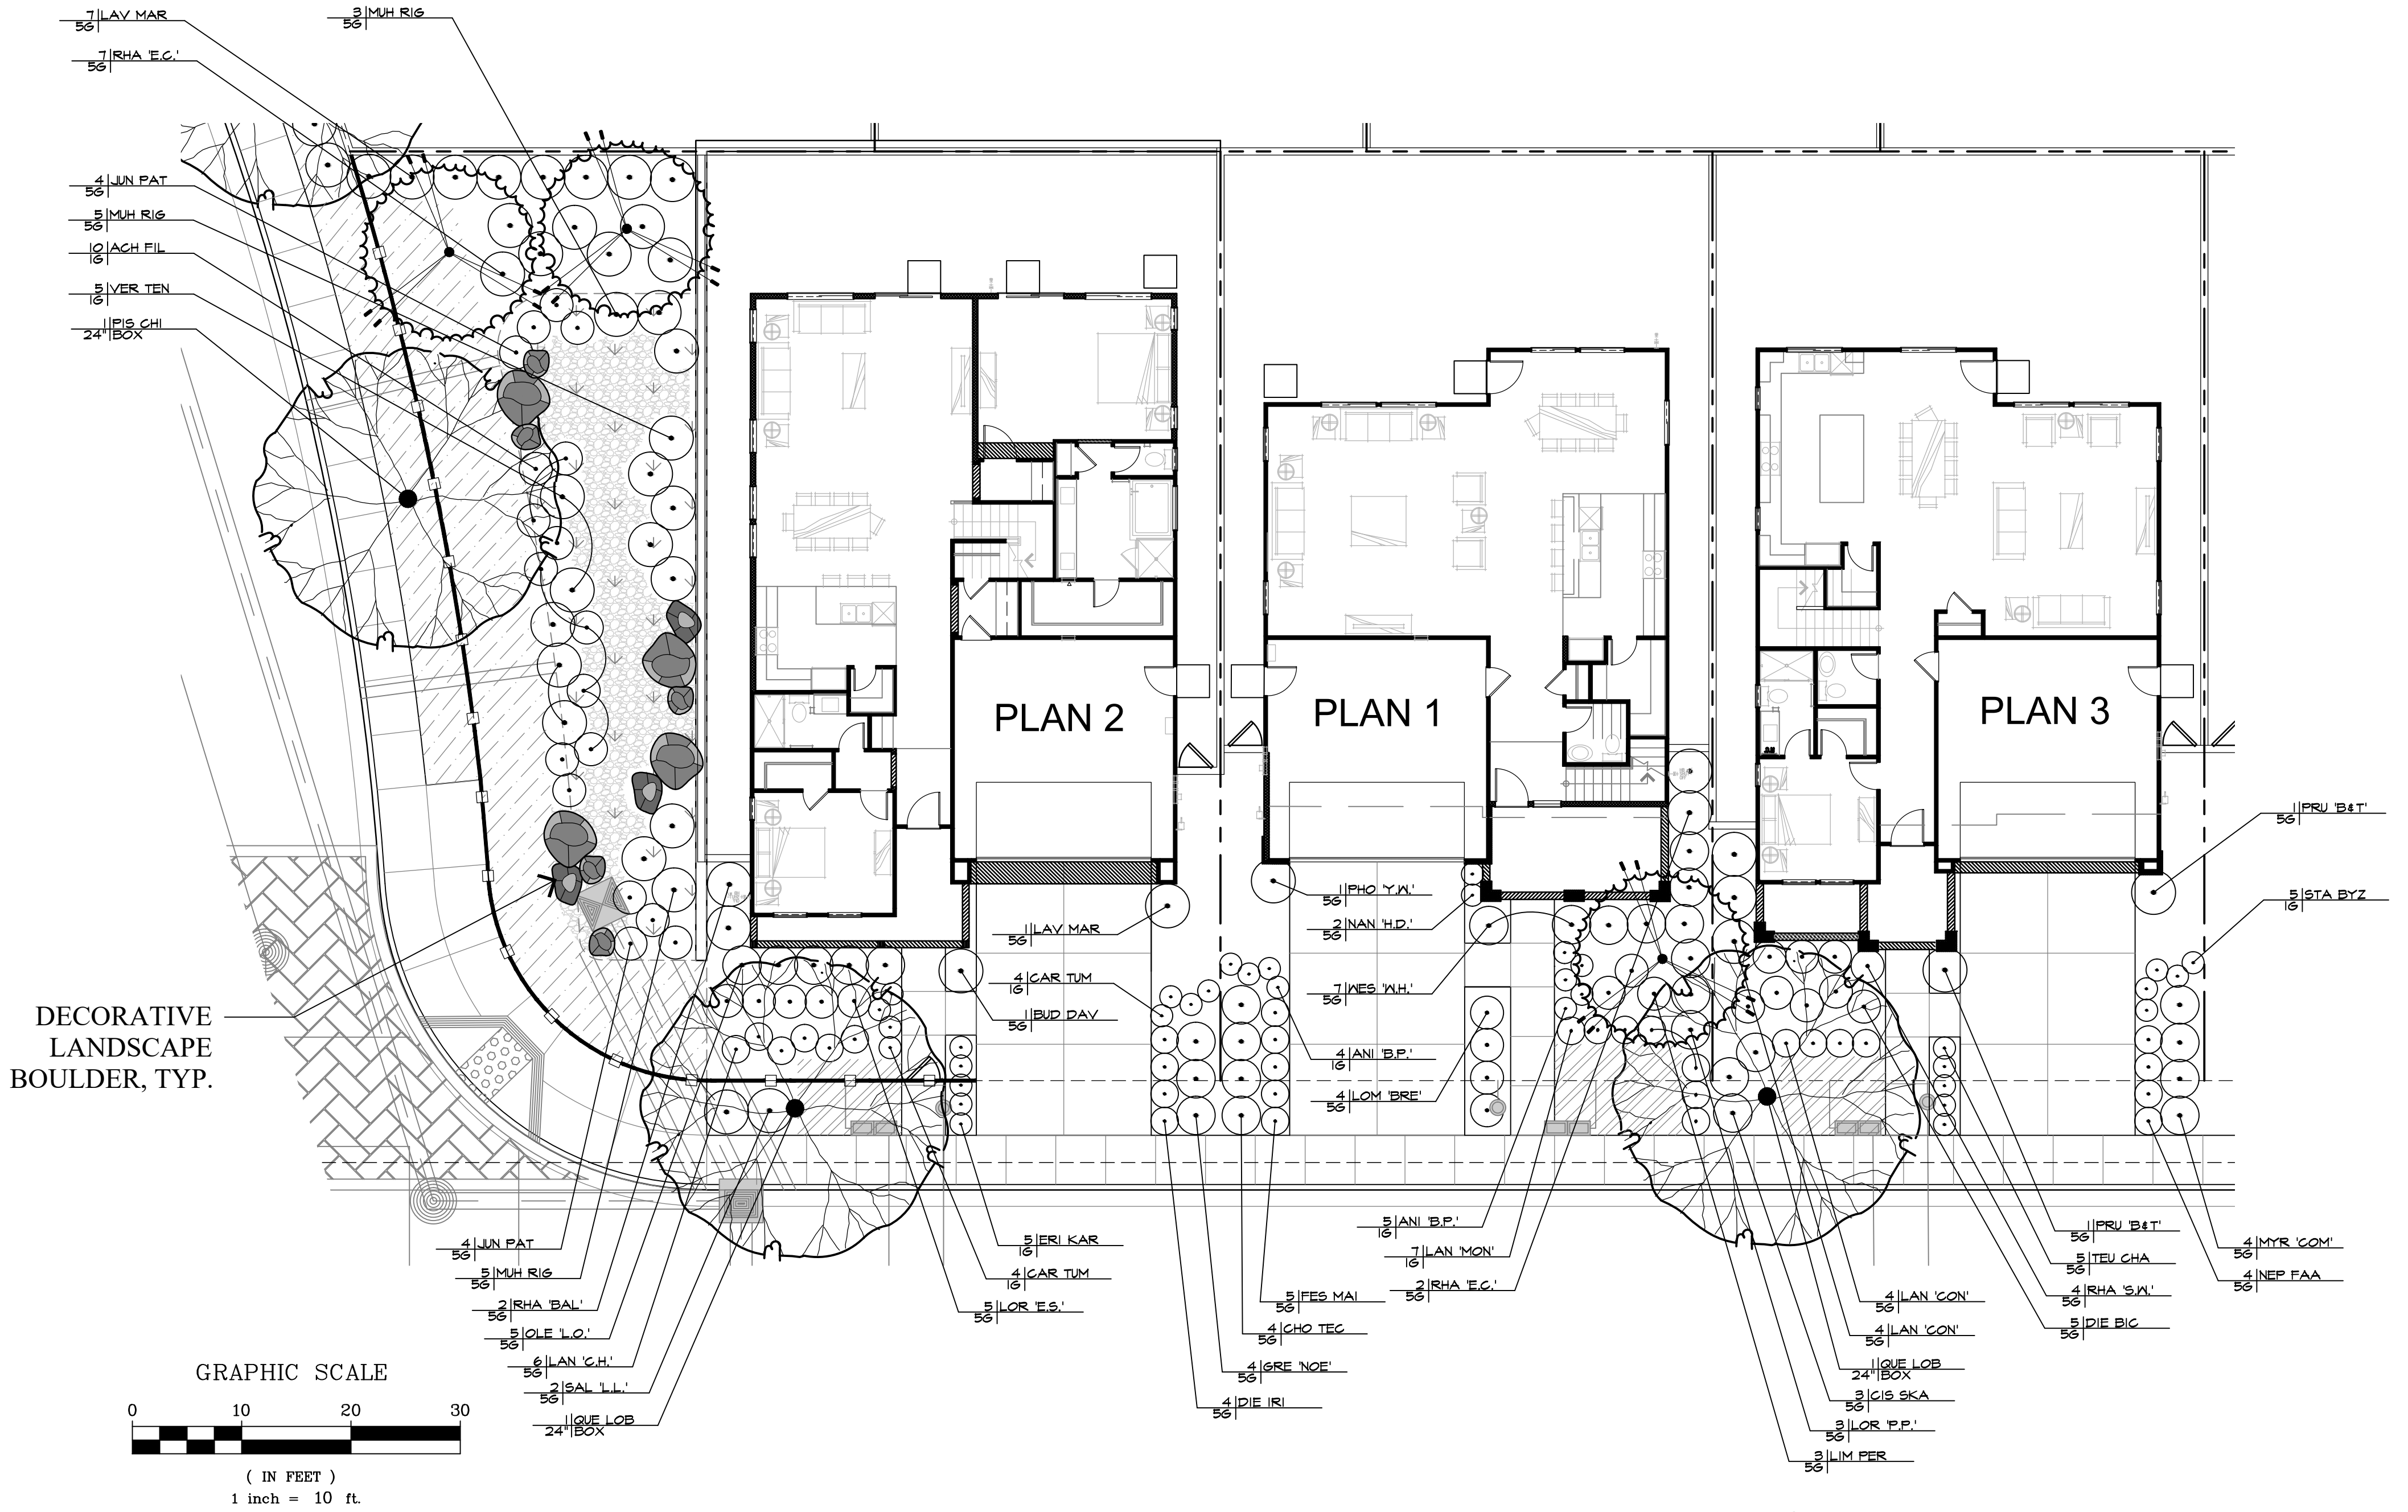 7 LAV MAR
5G
3 MUH RIG
5G
7 RHA 'E.C.'
5G
4 JUN PAT
5G
5 MUH RIG
5G
10 ACH FIL
1G
5 VER TEN
1G
1 PIS CHI
24" BOX
PLAN 2
PLAN 1
PLAN 3
1 PRU 'B&T'
5G
1 PHO 'Y.W.'
5G
2 NAN 'H.D.'
5G
5 STA BYZ
1G
1 LAV MAR
5G
4 CAR TUM
1G
7 WES 'W.H.'
5G
1 BUD DAV
5G
DECORATIVE
LANDSCAPE
BOULDER, TYP.
4 ANI 'B.P.'
1G
4 LOM 'BRE'
5G
4 JUN PAT
5G
5 MUH RIG
5G
2 RHA 'BAL'
5G
5 OLE 'L.O.'
5G
6 LAN 'C.H.'
5G
2 SAL 'L.L.'
5G
1 QUE LOB
24" BOX
5 ERI KAR
1G
4 CAR TUM
1G
5 LOR 'E.S.'
5G
5 FES MAI
5G
4 CHO TEC
5G
4 GRE 'NOE'
5G
4 DIE IRI
5G
5 ANI 'B.P.'
1G
7 LAN 'MON'
1G
2 RHA 'E.C.'
5G
4 LAN 'CON'
5G
4 LAN 'CON'
5G
1 QUE LOB
24" BOX
3 CIS SKA
5G
3 LOR 'P.P.'
5G
3 LIM PER
5G
1 PRU 'B&T'
5G
5 TEU CHA
5G
4 RHA 'S.W.'
5G
5 DIE BIC
5G
4 MYR 'COM'
5G
4 NEP FAA
5G
GRAPHIC SCALE
0 10 20 30
( IN FEET )
1 inch = 10 ft.